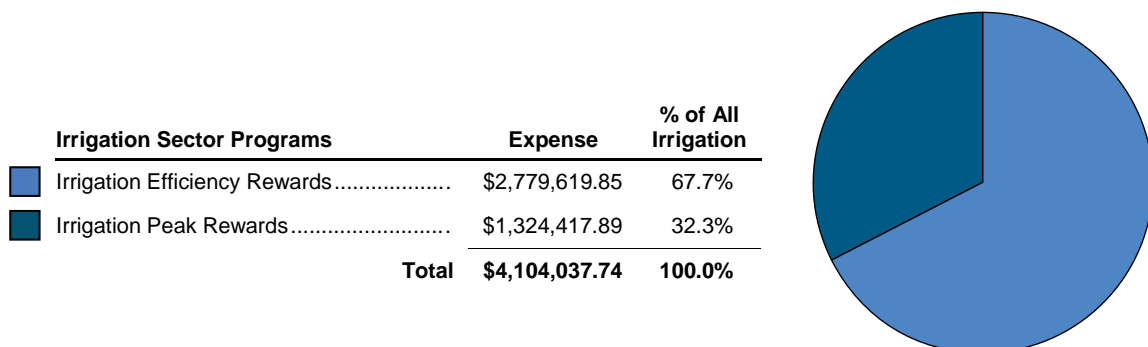 % of All
Irrigation Sector Programs Expense Irrigation
Irrigation Efficiency Rewards................... $2,779,619.85 67.7%
Irrigation Peak Rewards.......................... $1,324,417.89 32.3%
Total $4,104,037.74 100.0%